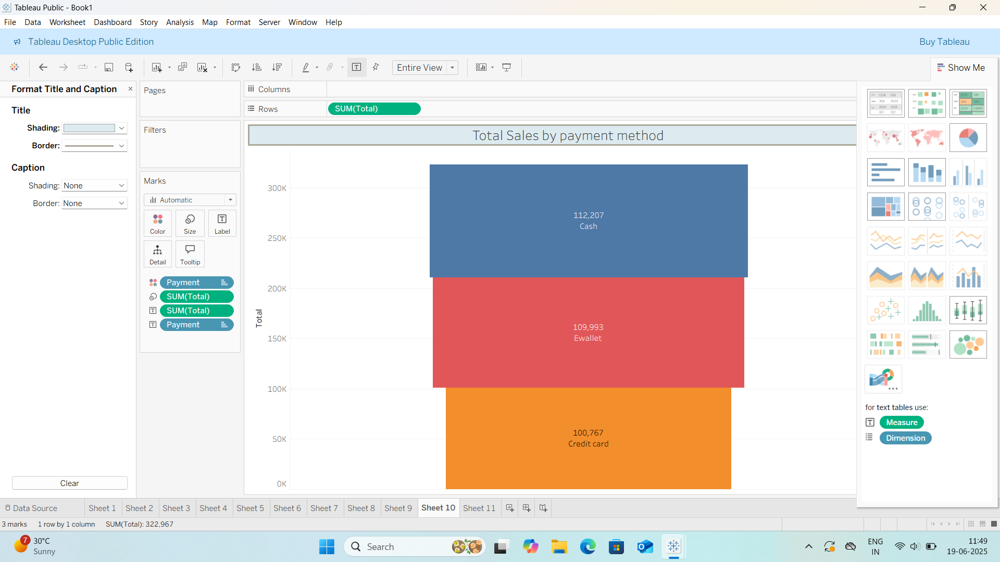 Tableau Public - Book1
File Data Worksheet Dashboard Story Analysis Map Format Server Window Help
Tableau Desktop Public Edition
Buy Tableau
Entire View
Show Me
Format Title and Caption
Title
Shading:
Border:
Caption
Shading: None
Border: None
Clear
Pages
Filters
Marks
Automatic
Color Size Label
Detail Tooltip
Payment
SUM(Total)
SUM(Total)
Payment
Columns
Rows SUM(Total)
Total Sales by payment method
Total
300K
250K
200K
150K
100K
50K
0K
112,207
Cash
109,993
Ewallet
100,767
Credit card
for text tables use:
Measure
Dimension
Data Source Sheet 1 Sheet 2 Sheet 3 Sheet 4 Sheet 5 Sheet 6 Sheet 7 Sheet 8 Sheet 9 Sheet 10 Sheet 11
3 marks 1 row by 1 column SUM(Total): 322,967
7
30°C
Sunny
Search
ENG
IN
11:49
19-06-2025